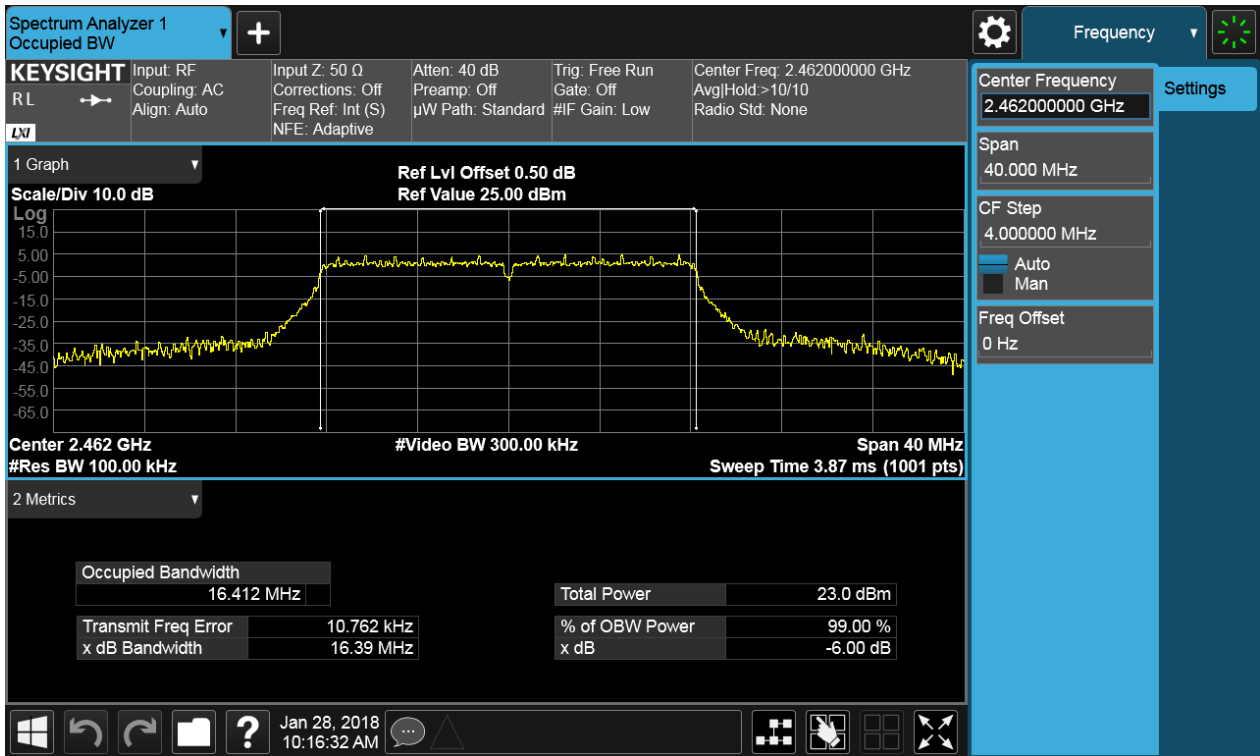 Spectrum Analyzer 1
Occupied BW
+
Frequency
KEYSIGHT
R L
LXI
Input: RF
Coupling: AC
Align: Auto
Input Z: 50 Ω
Corrections: Off
Freq Ref: Int (S)
NFE: Adaptive
Atten: 40 dB
Preamp: Off
µW Path: Standard
Trig: Free Run
Gate: Off
#IF Gain: Low
Center Freq: 2.462000000 GHz
Avg|Hold:>10/10
Radio Std: None
Center Frequency
2.462000000 GHz
Settings
Span
40.000 MHz
CF Step
4.000000 MHz
Auto
Man
Freq Offset
0 Hz
1 Graph
Scale/Div 10.0 dB
Ref Lvl Offset 0.50 dB
Ref Value 25.00 dBm
Log
15.0
5.00
-5.00
-15.0
-25.0
-35.0
-45.0
-55.0
-65.0
Center 2.462 GHz
#Video BW 300.00 kHz
Span 40 MHz
#Res BW 100.00 kHz
Sweep Time 3.87 ms (1001 pts)
2 Metrics
Occupied Bandwidth
16.412 MHz
Total Power 23.0 dBm
Transmit Freq Error 10.762 kHz
% of OBW Power 99.00 %
x dB Bandwidth 16.39 MHz
x dB -6.00 dB
?
Jan 28, 2018
10:16:32 AM